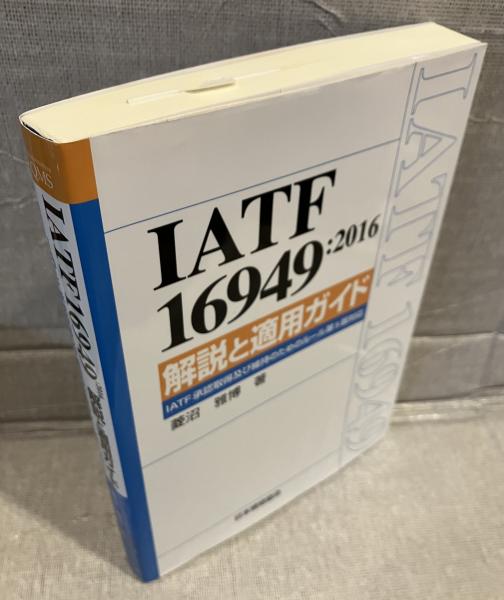 IATF
16949:2016
解説と適用ガイド
IATF承認取得及び維持のためのルール第5版対応
菱沼 雅博 著
日本規格協会
IATF 16949
QMS
IATF 16949